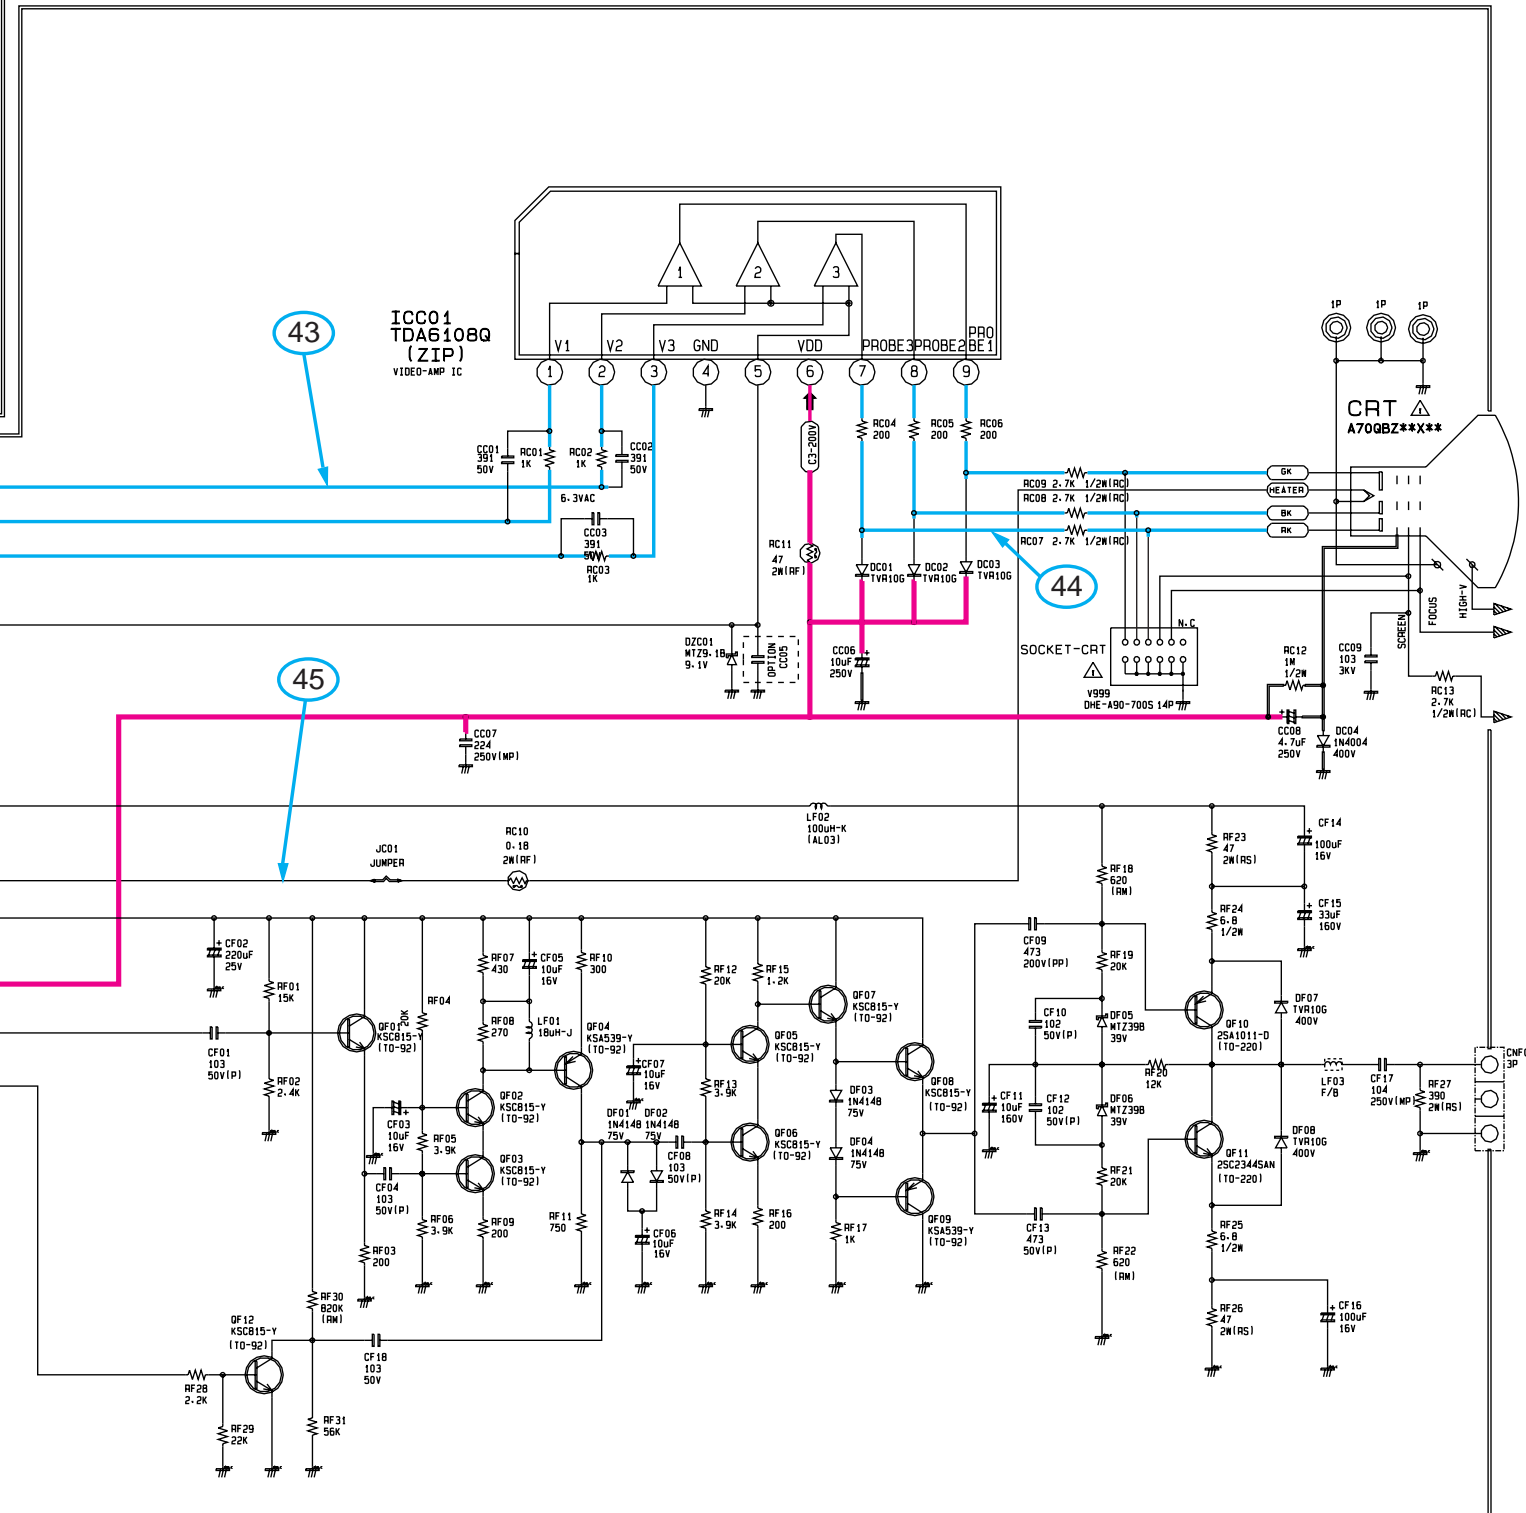 43
ICC01
TDA6108Q
(ZIP)
VIDEO-AMP IC
1
2
3
V1
V2
V3
GND
VDD
PROBE3
PROBE2
PRO
BE1
1
2
3
4
5
6
7
8
9
CC01
391
50V
RC01
1K
RC02
1K
CC02
391
50V
6.3VAC
CC03
391
50V
RC03
1K
C3-200V
RC04
200
RC05
200
RC06
200
RC11
47
2W(RF)
RC09 2.7K 1/2W(RC)
RC08 2.7K 1/2W(RC)
RC07 2.7K 1/2W(RC)
GK
HEATER
BK
RK
1P
1P
1P
CRT
A70QBZ**X**
DC01
TVR10G
DC02
TVR10G
DC03
TVR10G
44
SCREEN
FOCUS
HIGH-V
DZC01
MTZ9.1B
9.1V
OPTION
CC05
CC06
10uF
250V
SOCKET-CRT
N.C
V999
DHE-A90-700S 14P
RC12
1M
1/2W
CC09
103
3KV
RC13
2.7K
1/2W(RC)
CC08
4.7uF
250V
DC04
1N4004
400V
45
CC07
224
250V(MP)
LF02
100uH-K
(AL03)
JC01
JUMPER
RC10
0.18
2W(RF)
RF18
620
(RM)
RF23
47
2W(RS)
CF14
100uF
16V
RF24
6.8
1/2W
CF15
33uF
160V
CF02
220uF
25V
RF01
15K
RF04
20K
RF07
430
CF05
10uF
16V
RF10
300
RF12
20K
RF15
1.2K
CF09
473
200V(PP)
RF19
20K
CF01
103
50V(P)
RF02
2.4K
QF01
KSC815-Y
(TO-92)
RF08
270
LF01
18uH-J
QF04
KSA539-Y
(TO-92)
CF07
10uF
16V
QF05
KSC815-Y
(TO-92)
QF07
KSC815-Y
(TO-92)
CF10
102
50V(P)
DF05
MTZ39B
39V
QF10
2SA1011-D
(TO-220)
DF07
TVR10G
400V
CF03
10uF
16V
RF05
3.9K
QF02
KSC815-Y
(TO-92)
DF01
1N4148
75V
DF02
1N4148
75V
RF13
3.9K
DF03
1N4148
75V
QF08
KSC815-Y
(TO-92)
CF11
10uF
160V
CF12
102
50V(P)
DF06
MTZ39B
39V
RF20
12K
LF03
F/B
CF17
104
250V(MP)
RF27
390
2W(RS)
3P
CF04
103
50V(P)
RF06
3.9K
QF03
KSC815-Y
(TO-92)
RF09
200
CF08
103
50V(P)
QF06
KSC815-Y
(TO-92)
DF04
1N4148
75V
QF09
KSA539-Y
(TO-92)
RF21
20K
QF11
2SC2344SAN
(TO-220)
DF08
TVR10G
400V
RF03
200
RF11
750
CF06
10uF
16V
RF14
3.9K
RF16
200
RF17
1K
CF13
473
50V(P)
RF22
620
(RM)
RF25
6.8
1/2W
RF26
47
2W(RS)
CF16
100uF
16V
RF30
820K
(RM)
QF12
KSC815-Y
(TO-92)
CF18
103
50V
RF28
2.2K
RF29
22K
RF31
56K